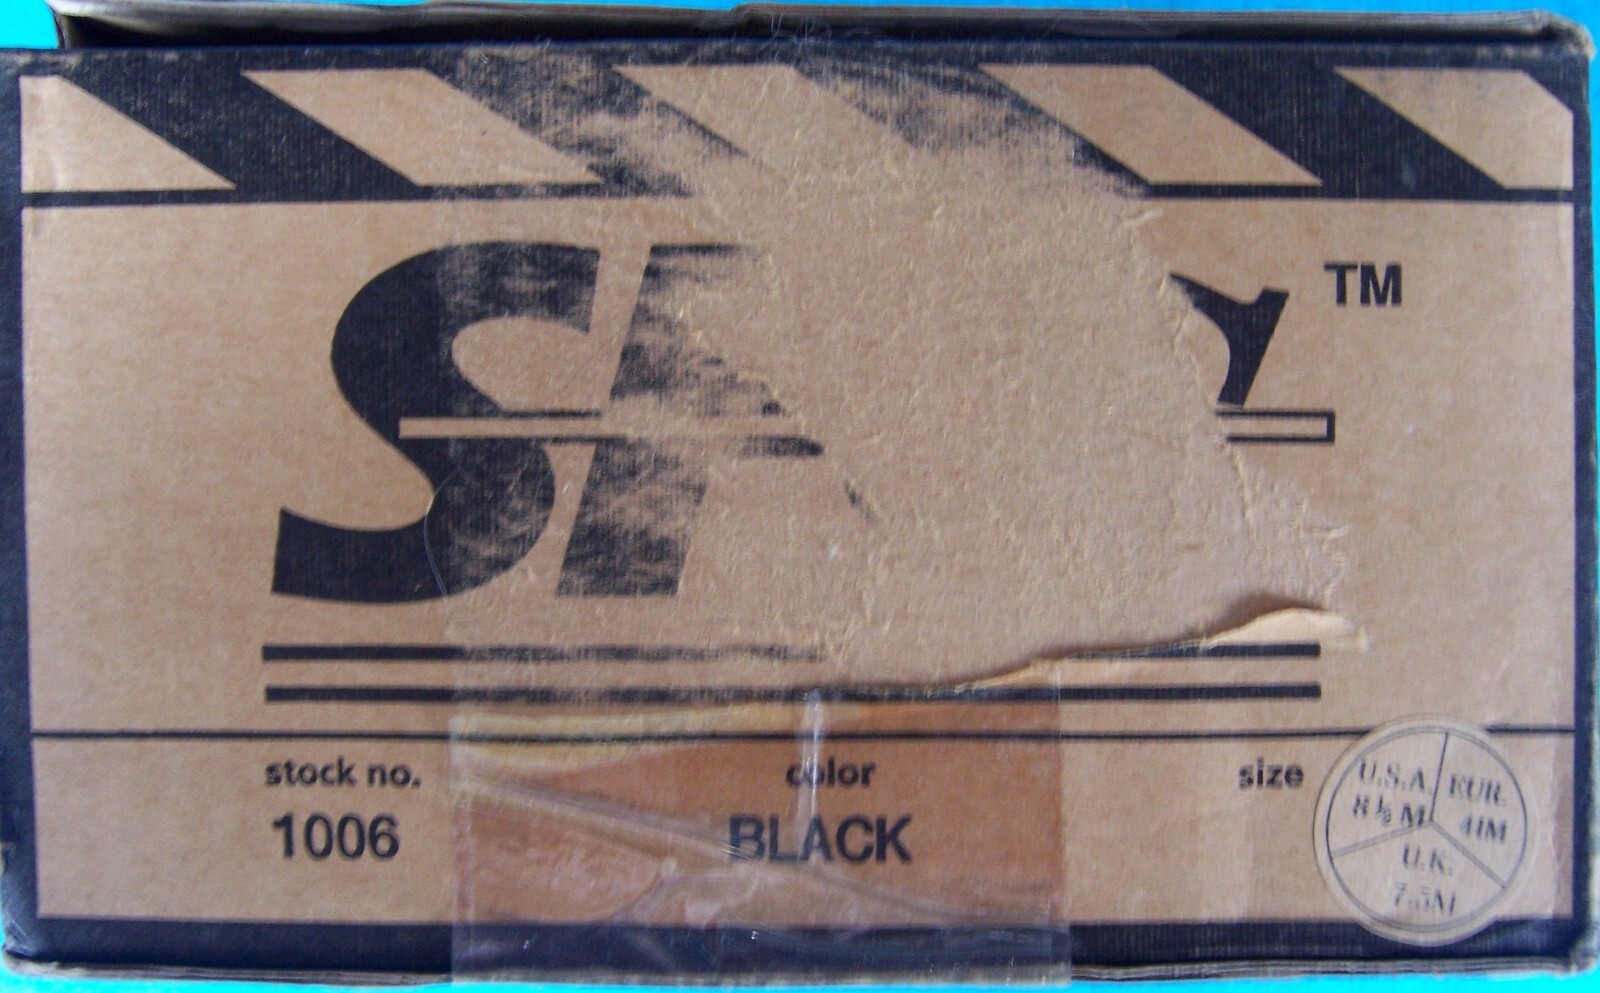 TM
stock no. color size
1006 BLACK
U.S.A. EUR.
8½ M 41M
U.K.
7.5M